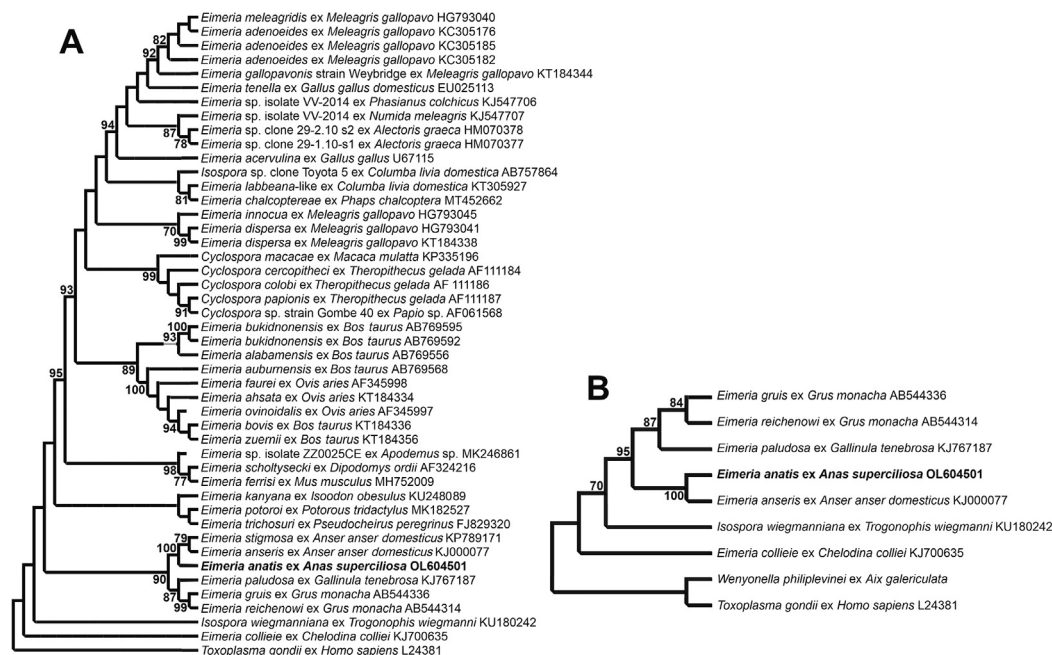 A
Eimeria meleagridis ex Meleagris gallopavo HG793040
Eimeria adenoeides ex Meleagris gallopavo KC305176
82
Eimeria adenoeides ex Meleagris gallopavo KC305185
92
Eimeria adenoeides ex Meleagris gallopavo KC305182
Eimeria gallopavonis strain Weybridge ex Meleagris gallopavo KT184344
Eimeria tenella ex Gallus gallus domesticus EU025113
Eimeria sp. isolate VV-2014 ex Phasianus colchicus KJ547706
Eimeria sp. isolate VV-2014 ex Numida meleagris KJ547707
94
87
Eimeria sp. clone 29-2.10 s2 ex Alectoris graeca HM070378
78
Eimeria sp. clone 29-1.10-s1 ex Alectoris graeca HM070377
Eimeria acervulina ex Gallus gallus U67115
Isospora sp. clone Toyota 5 ex Columba livia domestica AB757864
Eimeria labbeana-like ex Columba livia domestica KT305927
81
Eimeria chalcoptereae ex Phaps chalcoptera MT452662
Eimeria innocua ex Meleagris gallopavo HG793045
70
Eimeria dispersa ex Meleagris gallopavo HG793041
99
Eimeria dispersa ex Meleagris gallopavo KT184338
Cyclospora macacae ex Macaca mulatta KP335196
99
Cyclospora cercopitheci ex Theropithecus gelada AF111184
93
Cyclospora colobi ex Theropithecus gelada AF 111186
Cyclospora papionis ex Theropithecus gelada AF111187
91
Cyclospora sp. strain Gombe 40 ex Papio sp. AF061568
100
Eimeria bukidnonensis ex Bos taurus AB769595
93
Eimeria bukidnonensis ex Bos taurus AB769592
Eimeria alabamensis ex Bos taurus AB769556
89
Eimeria auburnensis ex Bos taurus AB769568
95
100
Eimeria faurei ex Ovis aries AF345998
Eimeria ahsata ex Ovis aries KT184334
Eimeria ovinoidalis ex Ovis aries AF345997
94
Eimeria bovis ex Bos taurus KT184336
Eimeria zuernii ex Bos taurus KT184356
Eimeria sp. isolate ZZ0025CE ex Apodemus sp. MK246861
98
Eimeria scholtysecki ex Dipodomys ordii AF324216
77
Eimeria ferrisi ex Mus musculus MH752009
Eimeria kanyana ex Isoodon obesulus KU248089
Eimeria potoroi ex Potorous tridactylus MK182527
Eimeria trichosuri ex Pseudocheirus peregrinus FJ829320
79
Eimeria stigmosa ex Anser anser domesticus KP789171
100
Eimeria anseris ex Anser anser domesticus KJ000077
Eimeria anatis ex Anas superciliosa OL604501
90
Eimeria paludosa ex Gallinula tenebrosa KJ767187
87
Eimeria gruis ex Grus monacha AB544336
99
Eimeria reichenowi ex Grus monacha AB544314
Isospora wiegmanniana ex Trogonophis wiegmanni KU180242
Eimeria collieie ex Chelodina colliei KJ700635
Toxoplasma gondii ex Homo sapiens L24381
B
Eimeria gruis ex Grus monacha AB544336
84
Eimeria reichenowi ex Grus monacha AB544314
87
Eimeria paludosa ex Gallinula tenebrosa KJ767187
95
Eimeria anatis ex Anas superciliosa OL604501
100
Eimeria anseris ex Anser anser domesticus KJ000077
70
Isospora wiegmanniana ex Trogonophis wiegmanni KU180242
Eimeria collieie ex Chelodina colliei KJ700635
Wenyonella philiplevinei ex Aix galericulata
Toxoplasma gondii ex Homo sapiens L24381